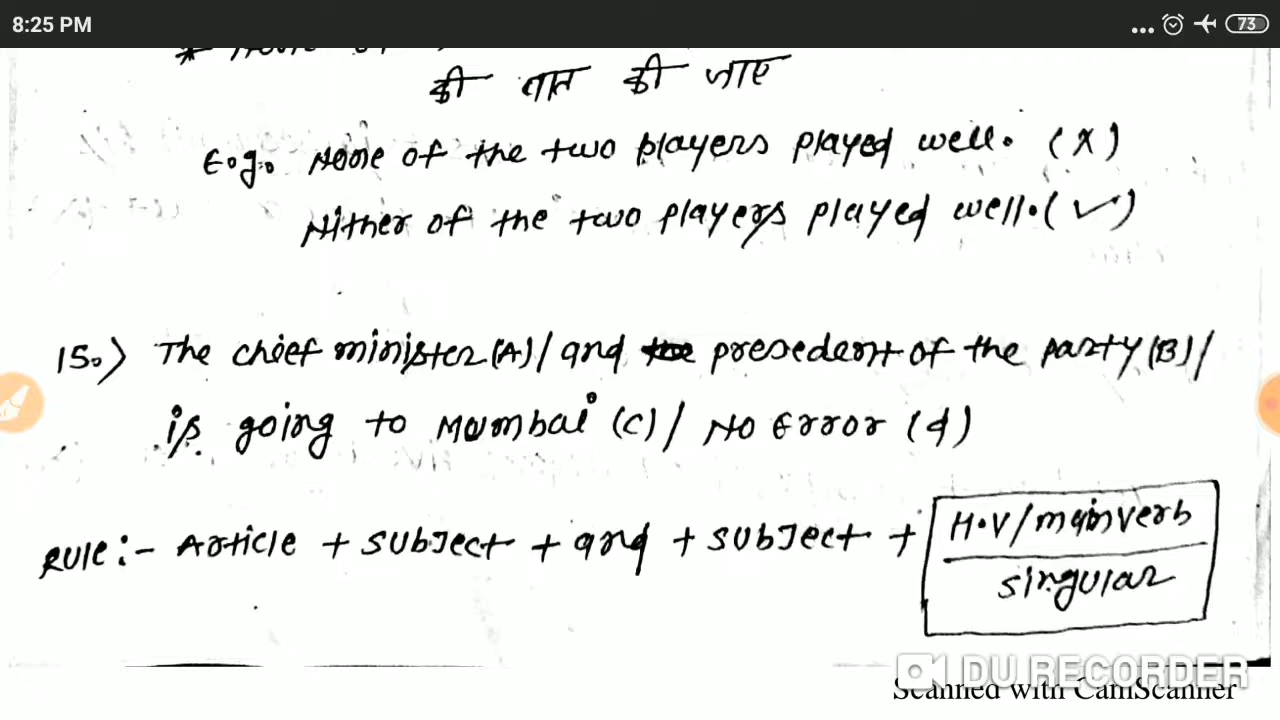 8:25 PM
73
की बात की जाए
E.g. None of the two players played well. (X)
Nither of the two players played well. (✓)
15.) The chief minister (A) / and presedent of the party (B) /
is going to Mumbai (C) / NO Error (d)
RULE :- Article + SUBJect + and + SUBJect + H.V / main verb
singular
DU RECORDER
Scanned with CamScanner